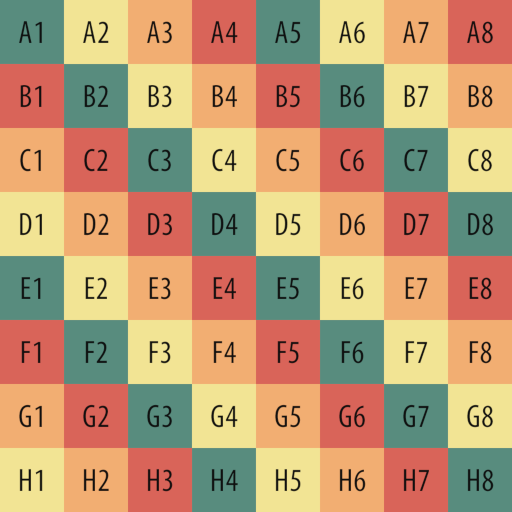 A1 A2 A3 A4 A5 A6 A7 A8
B1 B2 B3 B4 B5 B6 B7 B8
C1 C2 C3 C4 C5 C6 C7 C8
D1 D2 D3 D4 D5 D6 D7 D8
E1 E2 E3 E4 E5 E6 E7 E8
F1 F2 F3 F4 F5 F6 F7 F8
G1 G2 G3 G4 G5 G6 G7 G8
H1 H2 H3 H4 H5 H6 H7 H8